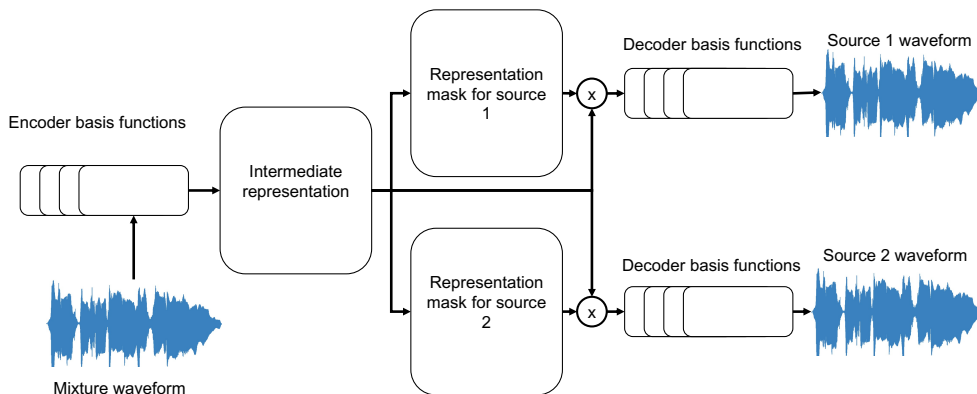 Encoder basis functions
Mixture waveform
Intermediate
representation
Representation
mask for source
1
x
Decoder basis functions
Source 1 waveform
Representation
mask for source
2
x
Decoder basis functions
Source 2 waveform